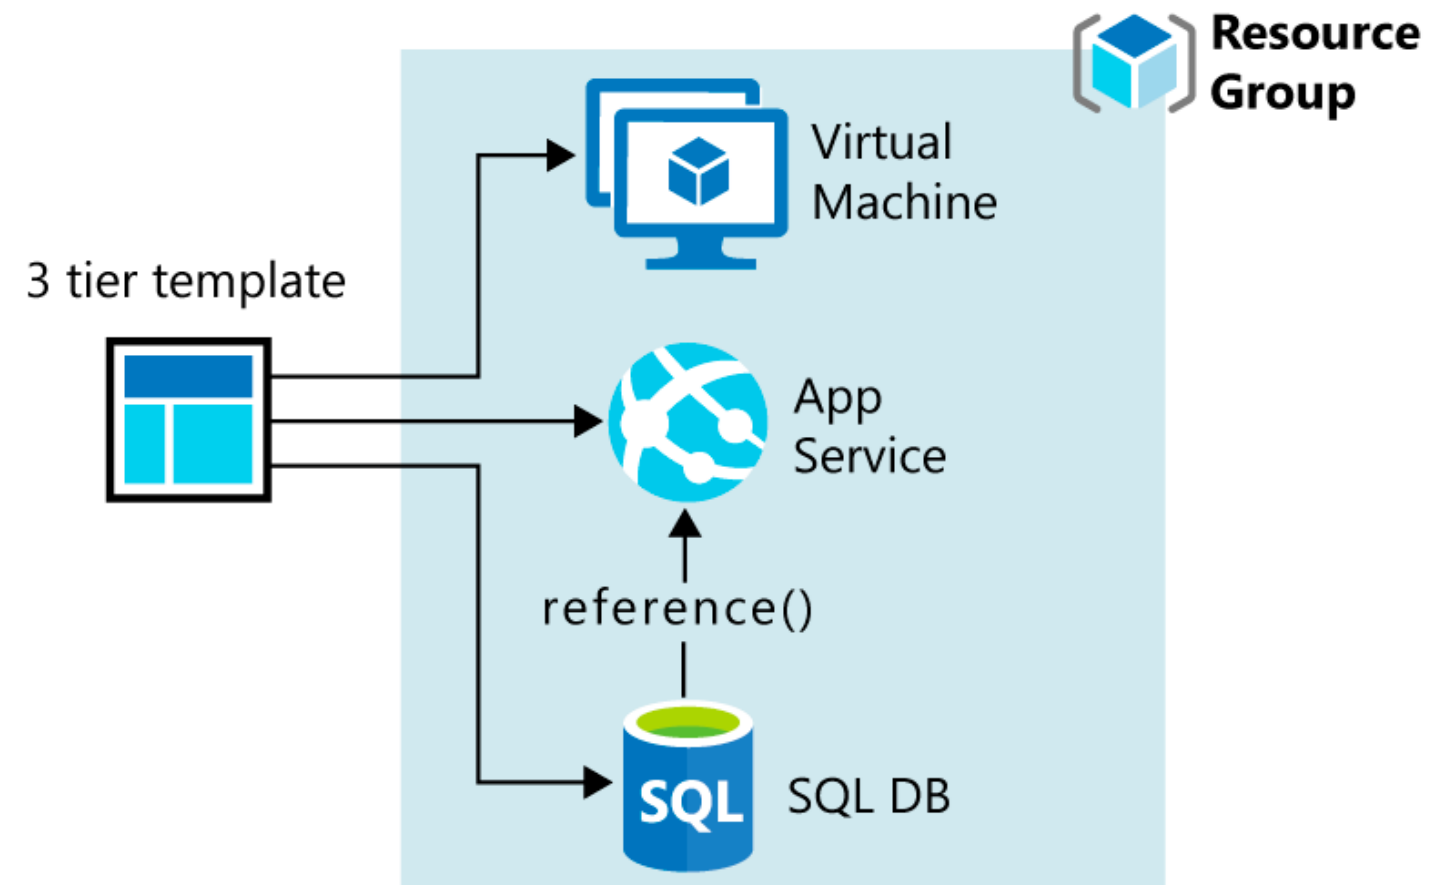 Resource
Group
Virtual
Machine
3 tier template
App
Service
reference()
SQL
SQL DB